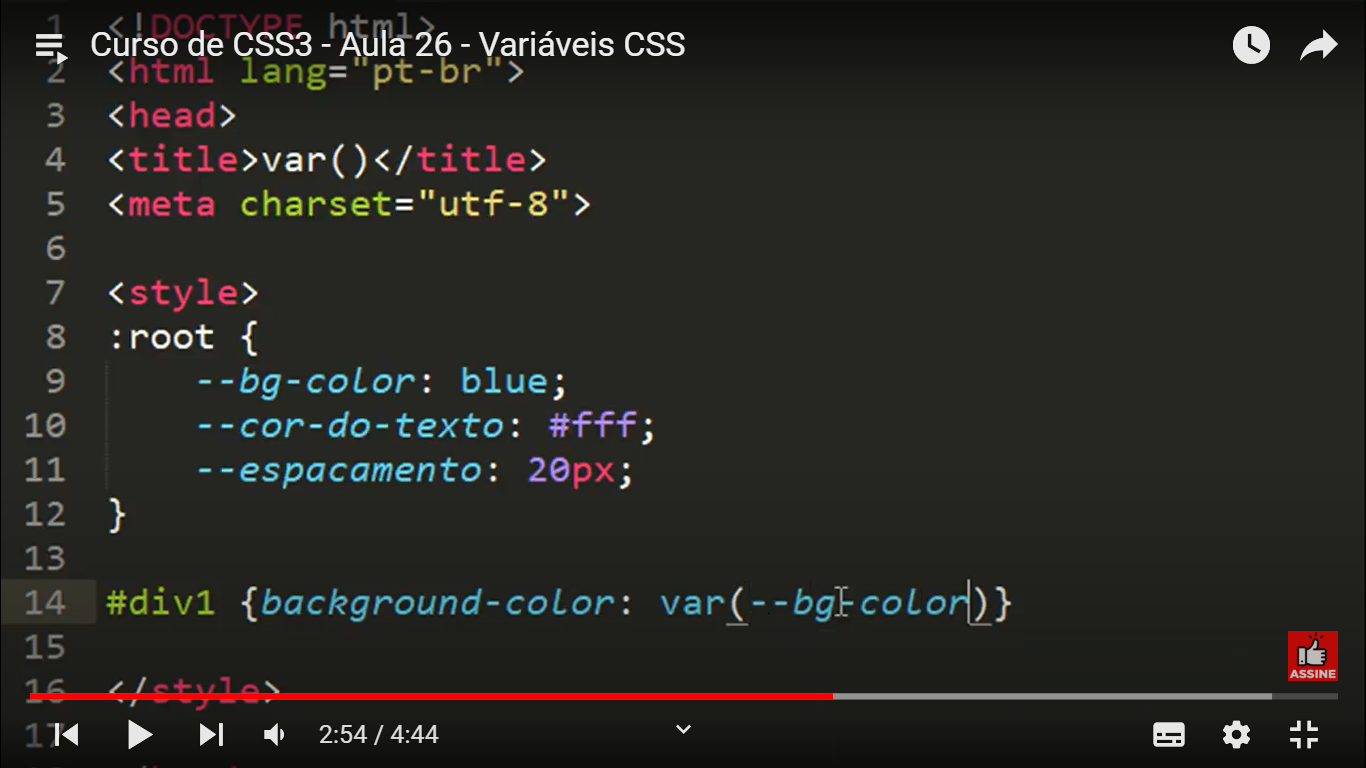 Curso de CSS3 - Aula 26 - Variáveis CSS
1 <!DOCTYPE html>
2 <html lang="pt-br">
3 <head>
4 <title>var()</title>
5 <meta charset="utf-8">
6
7 <style>
8 :root {
9 --bg-color: blue;
10 --cor-do-texto: #fff;
11 --espacamento: 20px;
12 }
13
14 #div1 {background-color: var(--bg-color)}
15
ASSINE
16 </style>
17
2:54 / 4:44